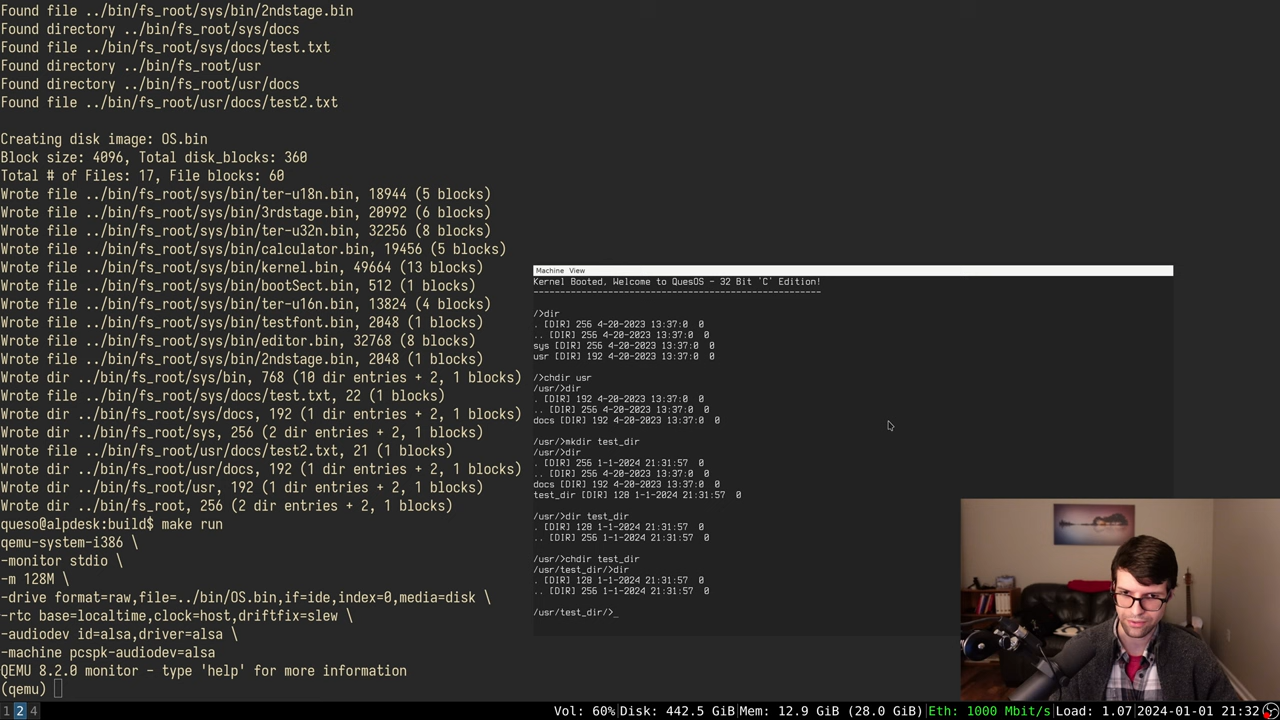 Found file ../bin/fs_root/sys/bin/2ndstage.bin
Found directory ../bin/fs_root/sys/docs
Found file ../bin/fs_root/sys/docs/test.txt
Found directory ../bin/fs_root/usr
Found directory ../bin/fs_root/usr/docs
Found file ../bin/fs_root/usr/docs/test2.txt
Creating disk image: OS.bin
Block size: 4096, Total disk_blocks: 360
Total # of Files: 17, File blocks: 60
Wrote file ../bin/fs_root/sys/bin/ter-u18n.bin, 18944 (5 blocks)
Wrote file ../bin/fs_root/sys/bin/3rdstage.bin, 20992 (6 blocks)
Wrote file ../bin/fs_root/sys/bin/ter-u32n.bin, 32256 (8 blocks)
Wrote file ../bin/fs_root/sys/bin/calculator.bin, 19456 (5 blocks)
Wrote file ../bin/fs_root/sys/bin/kernel.bin, 49664 (13 blocks)
Wrote file ../bin/fs_root/sys/bin/bootSect.bin, 512 (1 blocks)
Wrote file ../bin/fs_root/sys/bin/ter-u16n.bin, 13824 (4 blocks)
Wrote file ../bin/fs_root/sys/bin/testfont.bin, 2048 (1 blocks)
Wrote file ../bin/fs_root/sys/bin/editor.bin, 32768 (8 blocks)
Wrote file ../bin/fs_root/sys/bin/2ndstage.bin, 2048 (1 blocks)
Wrote dir ../bin/fs_root/sys/bin, 768 (10 dir entries + 2, 1 blocks)
Wrote file ../bin/fs_root/sys/docs/test.txt, 22 (1 blocks)
Wrote dir ../bin/fs_root/sys/docs, 192 (1 dir entries + 2, 1 blocks)
Wrote dir ../bin/fs_root/sys, 256 (2 dir entries + 2, 1 blocks)
Wrote file ../bin/fs_root/usr/docs/test2.txt, 21 (1 blocks)
Wrote dir ../bin/fs_root/usr/docs, 192 (1 dir entries + 2, 1 blocks)
Wrote dir ../bin/fs_root/usr, 192 (1 dir entries + 2, 1 blocks)
Wrote dir ../bin/fs_root, 256 (2 dir entries + 2, 1 blocks)
queso@alpdesk:build$ make run
qemu-system-i386 \
-monitor stdio \
-m 128M \
-drive format=raw,file=../bin/OS.bin,if=ide,index=0,media=disk \
-rtc base=localtime,clock=host,driftfix=slew \
-audiodev id=alsa,driver=alsa \
-machine pcspk-audiodev=alsa
QEMU 8.2.0 monitor - type 'help' for more information
(qemu)
Machine View
Kernel Booted, Welcome to QuesOS - 32 Bit 'C' Edition!
------------------------------------------------------
/>dir
. [DIR] 256 4-20-2023 13:37:0 0
.. [DIR] 256 4-20-2023 13:37:0 0
sys [DIR] 256 4-20-2023 13:37:0 0
usr [DIR] 192 4-20-2023 13:37:0 0
/>chdir usr
/usr/>dir
. [DIR] 192 4-20-2023 13:37:0 0
.. [DIR] 256 4-20-2023 13:37:0 0
docs [DIR] 192 4-20-2023 13:37:0 0
/usr/>mkdir test_dir
/usr/>dir
. [DIR] 256 1-1-2024 21:31:57 0
.. [DIR] 256 4-20-2023 13:37:0 0
docs [DIR] 192 4-20-2023 13:37:0 0
test_dir [DIR] 128 1-1-2024 21:31:57 0
/usr/>dir test_dir
. [DIR] 128 1-1-2024 21:31:57 0
.. [DIR] 256 1-1-2024 21:31:57 0
/usr/>chdir test_dir
/usr/test_dir/>dir
. [DIR] 128 1-1-2024 21:31:57 0
.. [DIR] 256 1-1-2024 21:31:57 0
/usr/test_dir/>_
1 2 4
Vol: 60%|Disk: 442.5 GiB|Mem: 12.9 GiB (28.0 GiB)|Eth: 1000 Mbit/s|Load: 1.07|2024-01-01 21:32